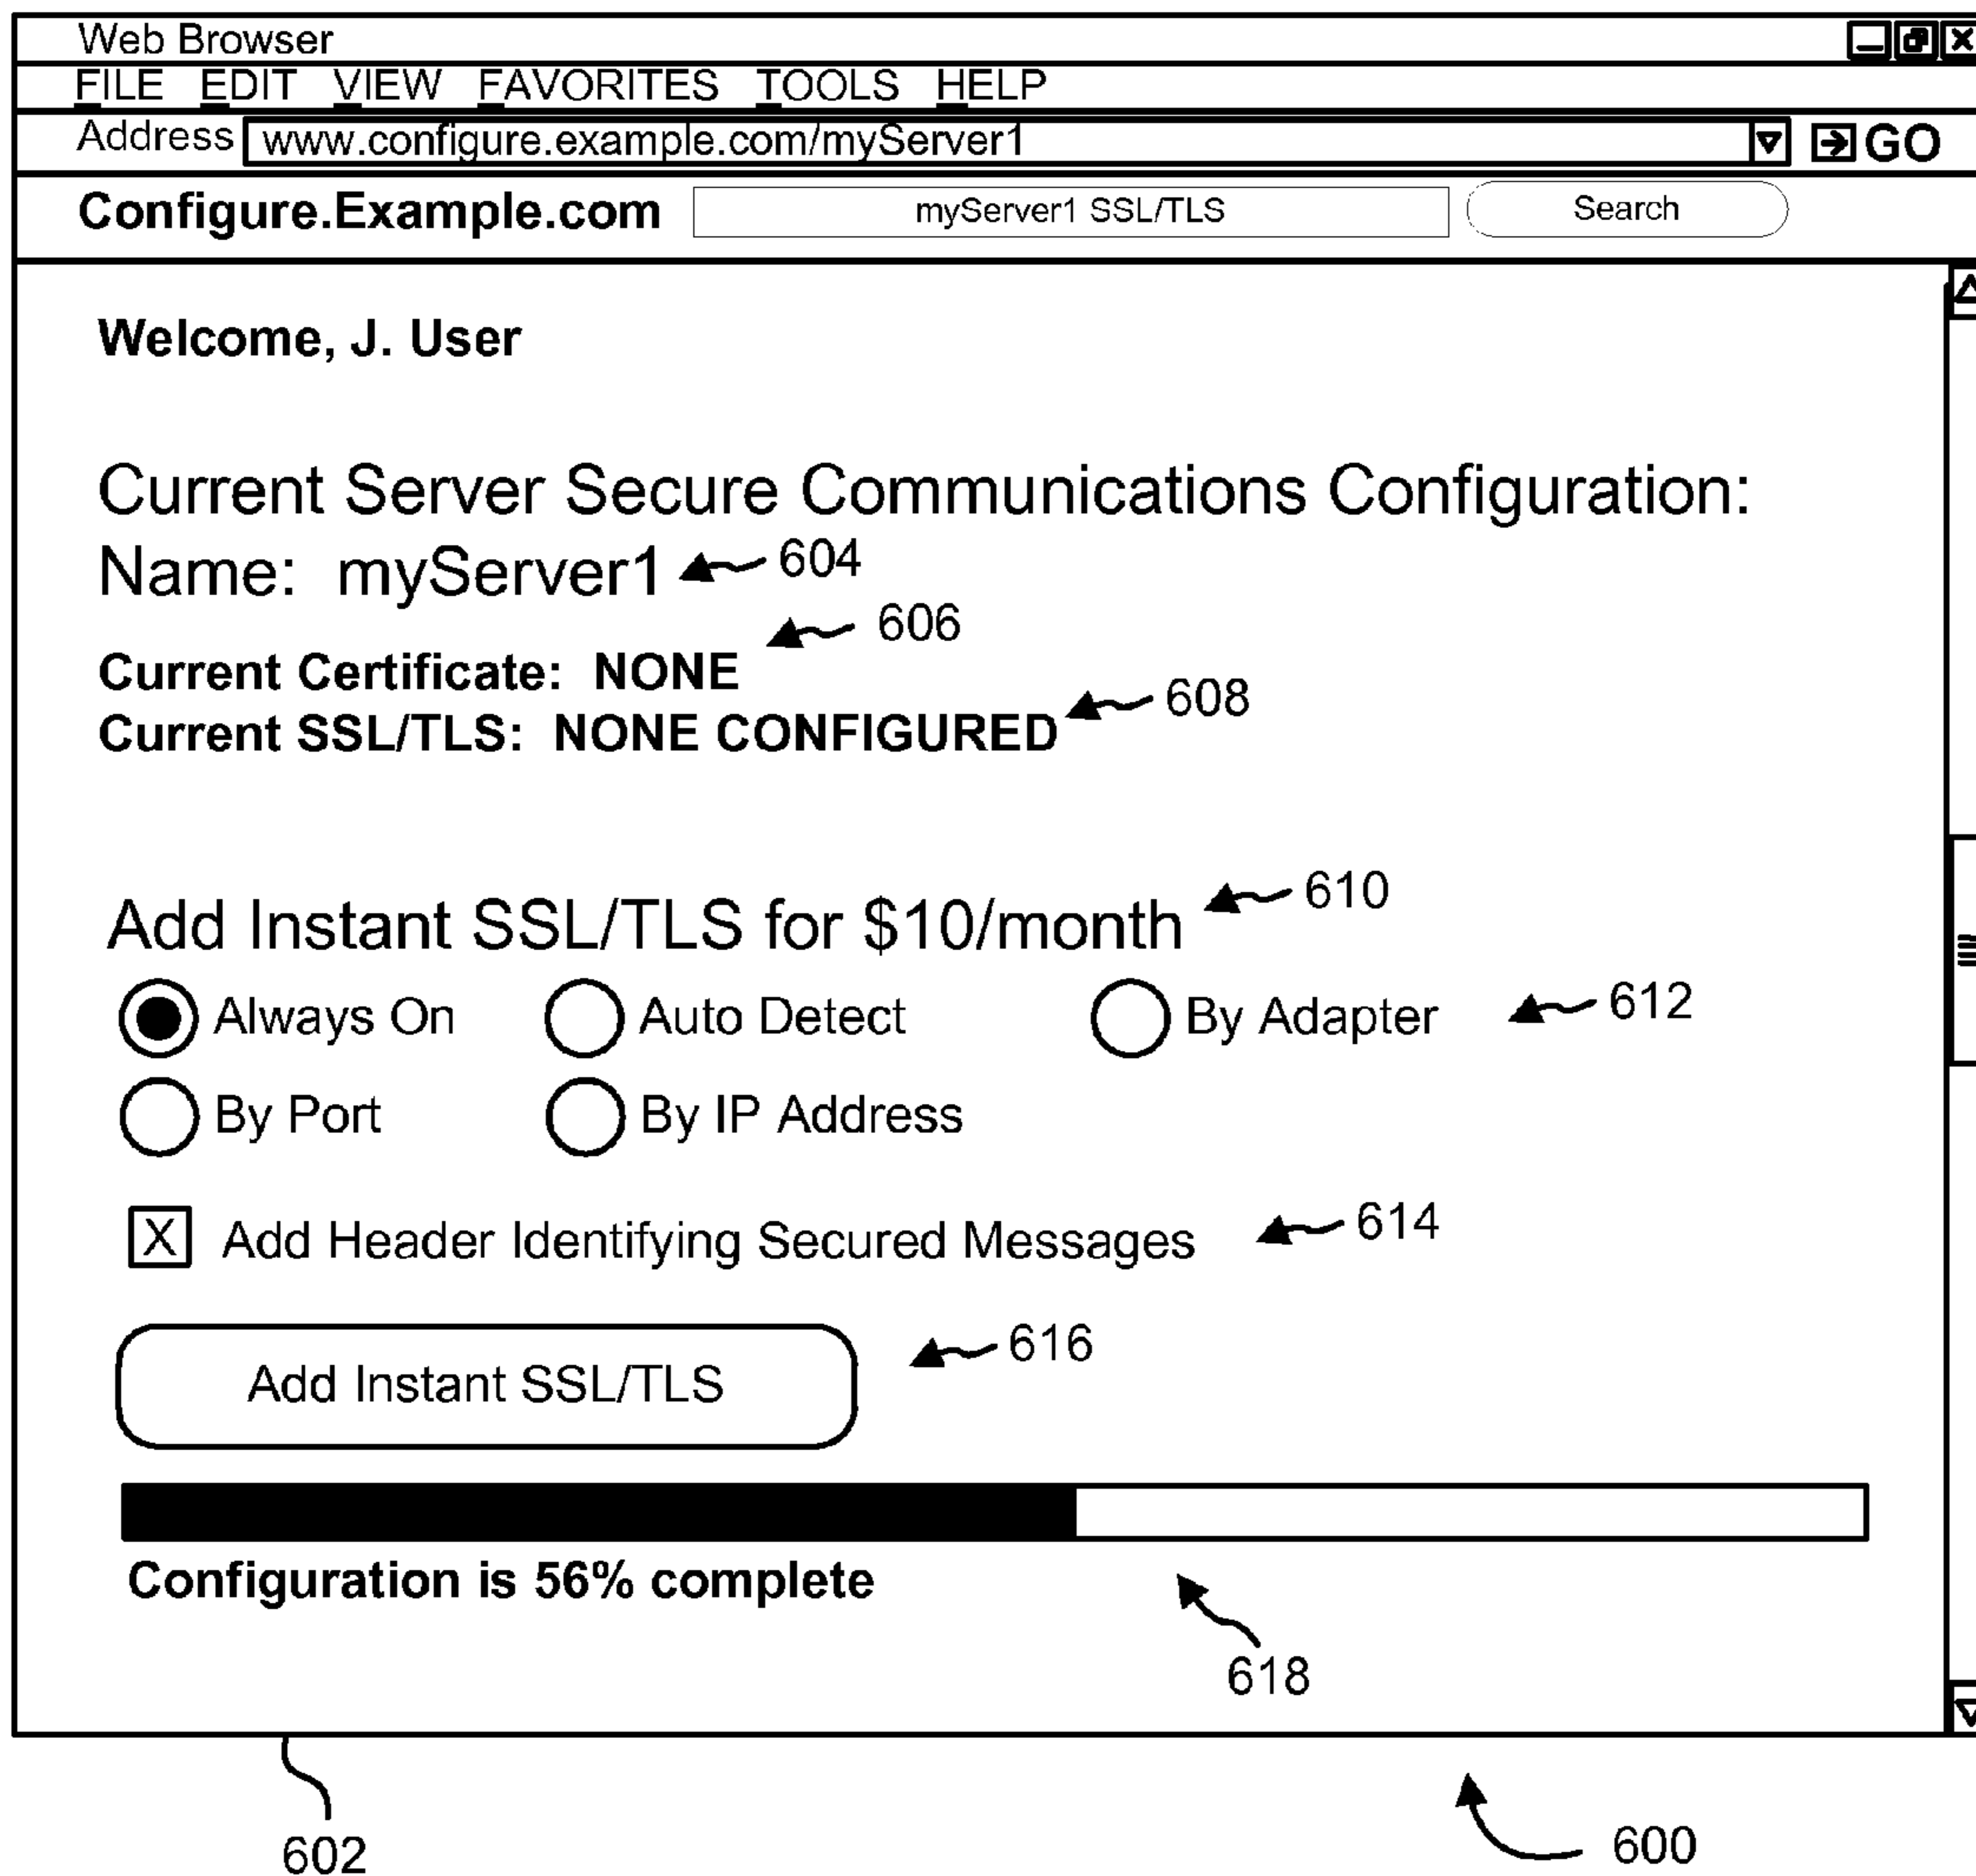 Web Browser
FILE EDIT VIEW FAVORITES TOOLS HELP
Address www.configure.example.com/myServer1 GO
Configure.Example.com myServer1 SSL/TLS Search
Welcome, J. User
Current Server Secure Communications Configuration:
Name: myServer1 604
606
Current Certificate: NONE
608
Current SSL/TLS: NONE CONFIGURED
610
Add Instant SSL/TLS for $10/month
Always On Auto Detect By Adapter 612
By Port By IP Address
X Add Header Identifying Secured Messages 614
Add Instant SSL/TLS 616
Configuration is 56% complete
618
602 600